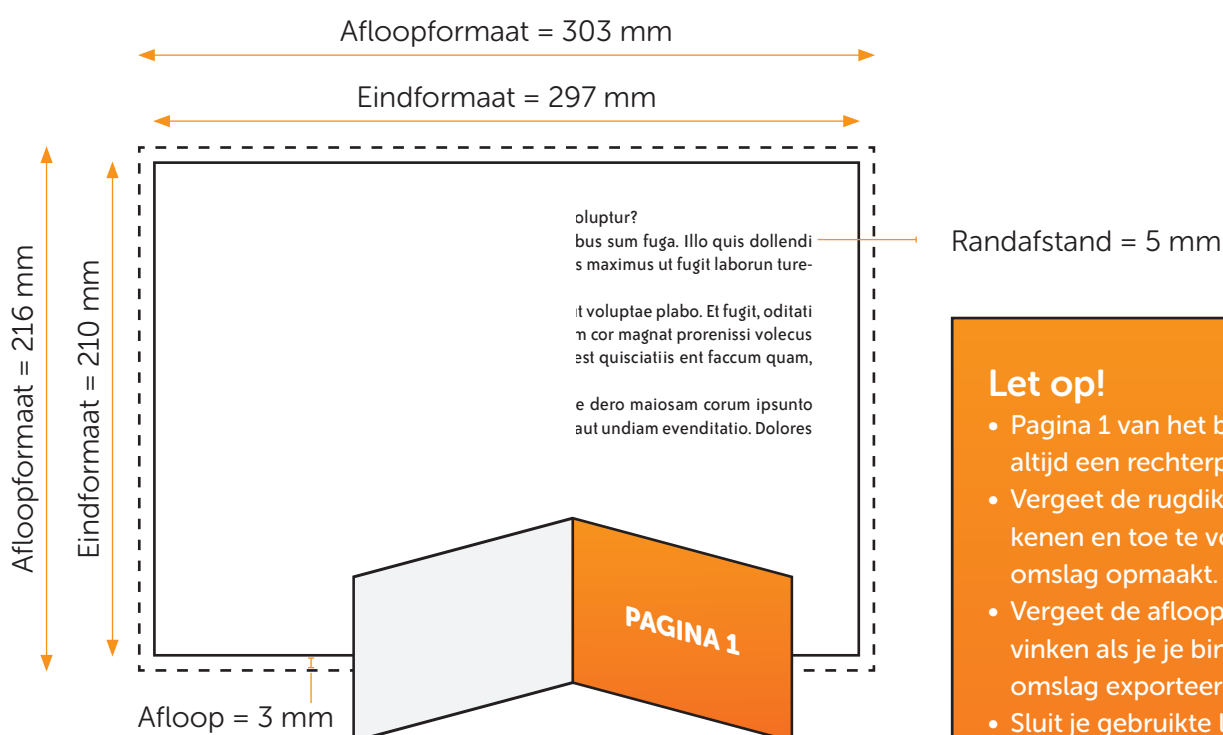 Afloopformaat = 303 mm
Eindformaat = 297 mm
Afloopformaat = 216 mm
Eindformaat = 210 mm
oluptur?
bus sum fuga. Illo quis dollendi
s maximus ut fugit laborun ture-
t voluptae plabo. Et fugit, oditati
m cor magnat prorenissi volecus
est quisciatiis ent faccum quam,
e dero maiosam corum ipsunto
aut undiam evenditatio. Dolores
Randafstand = 5 mm
PAGINA 1
Afloop = 3 mm
Let op!
• Pagina 1 van het b
altijd een rechterp
• Vergeet de rugdik
kenen en toe te vo
omslag opmaakt.
• Vergeet de afloop
vinken als je je bin
omslag exporteer
• Sluit je gebruikte